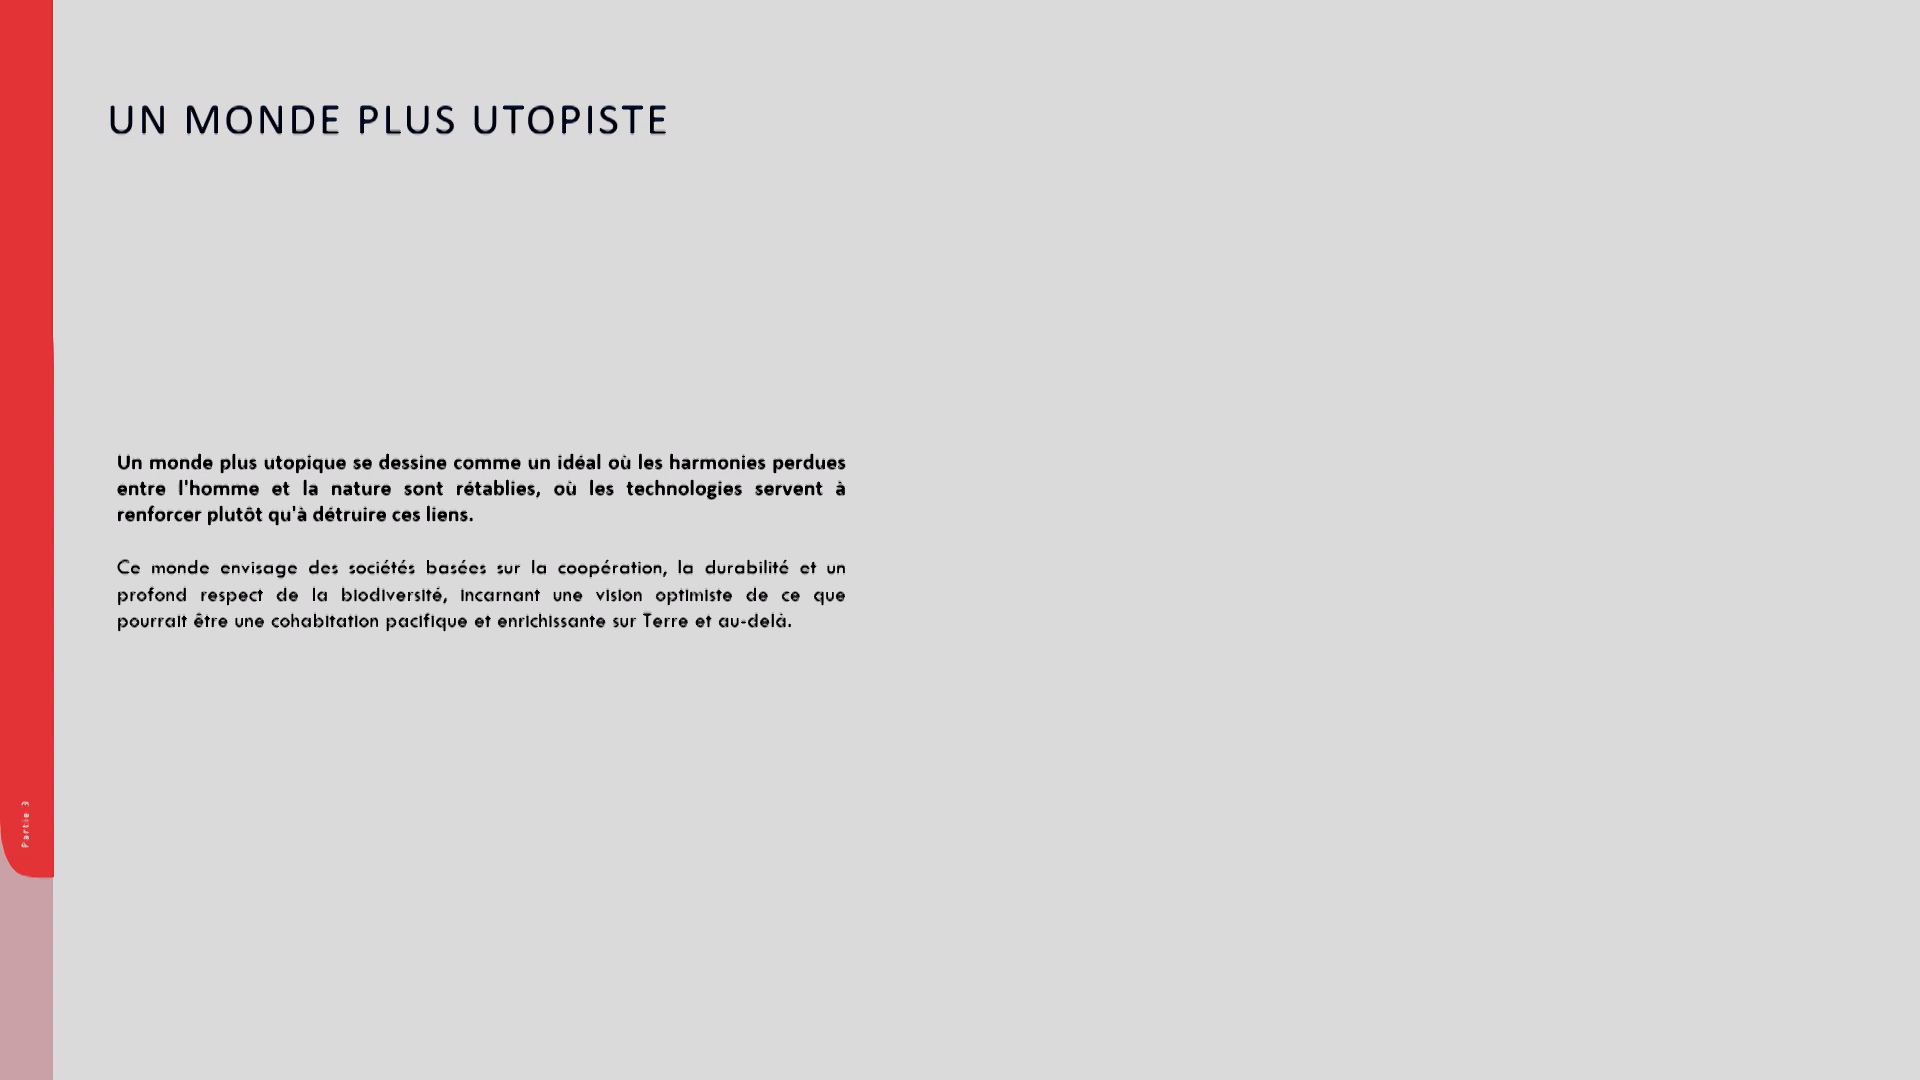 UN MONDE PLUS UTOPISTE
Un monde plus utopique se dessine comme un idéal où les harmonies perdues
entre l'homme et la nature sont rétablies, où les technologies servent à
renforcer plutôt qu'à détruire ces liens.
Ce monde envisage des sociétés basées sur la coopération, la durabilité et un
profond respect de la biodiversité, incarnant une vision optimiste de ce que
pourrait être une cohabitation pacifique et enrichissante sur Terre et au-delà.
Partie 3